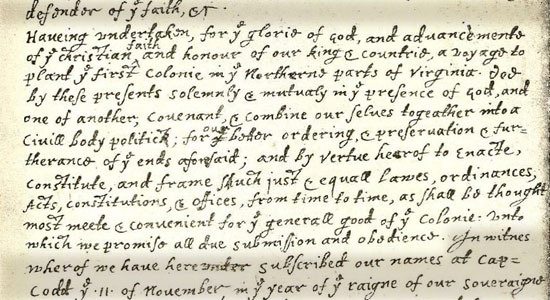 defender of yͤ faith, &c
Haveing undertaken, for yͤ glorie of god, and advancemente
of yͤ christian faith and honour of our king & countrie, a voyage to
plant yͤ first colonie in yͤ Northerne parts of Virginia. Doe
by these presents solemnly & mutualy in yͤ presence of god, and
one of another, covenant, & combine our selves togeather into a
Civill body politick; for our better ordering, & preservation & fur=
therance of yͤ ends aforesaid; and by vertue hearof to enacte,
constitute, and frame shuch just & equall lawes, ordinances,
Acts, constitutions, & offices, from time to time, as shall be thought
most meete & convenient for yͤ generall good of yͤ Colonie: unto
which we promise all due submission and obedience. In witnes
wherof we have hereunder subscribed our names at Cap=
Codd yͤ .11. of November, in yͤ year of yͤ raigne of our soveraigne